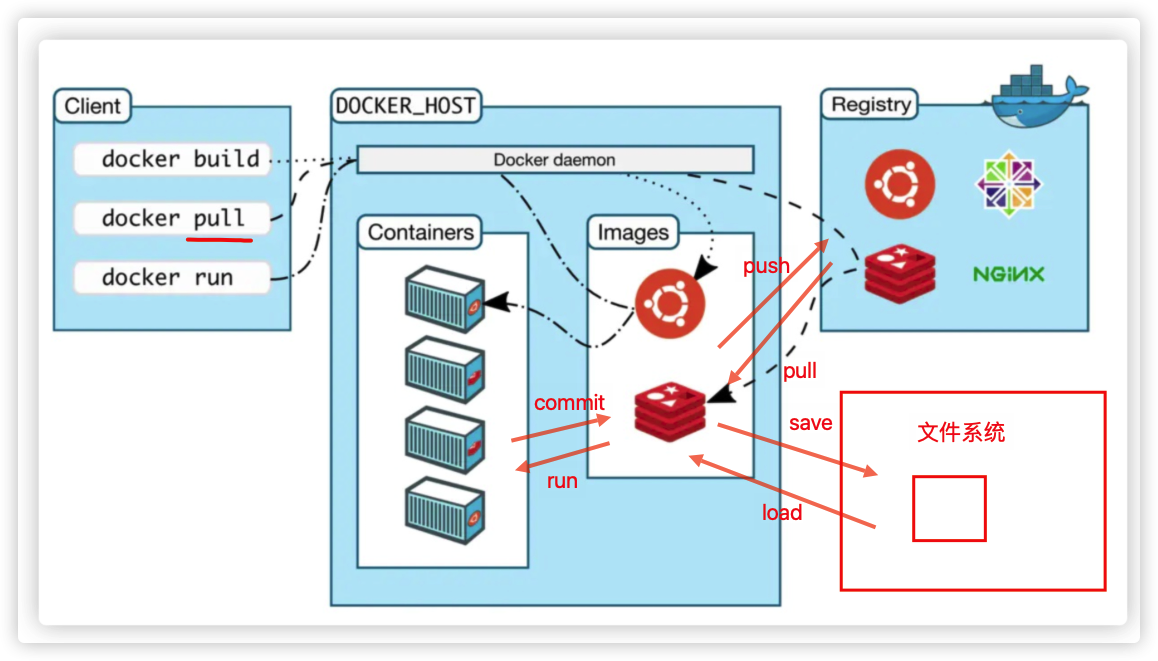 Client
docker build
docker pull
docker run
DOCKER_HOST
Docker daemon
Containers
Images
Registry
NGiNX
push
pull
commit
run
save
load
文件系统